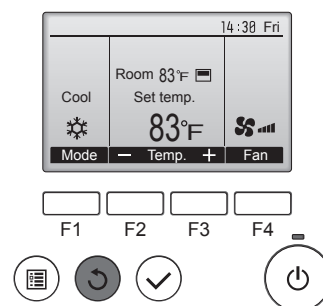 14:30 Fri
Room 83°F
Cool
Set temp.
83°F
Mode
— Temp. +
Fan
F1
F2
F3
F4